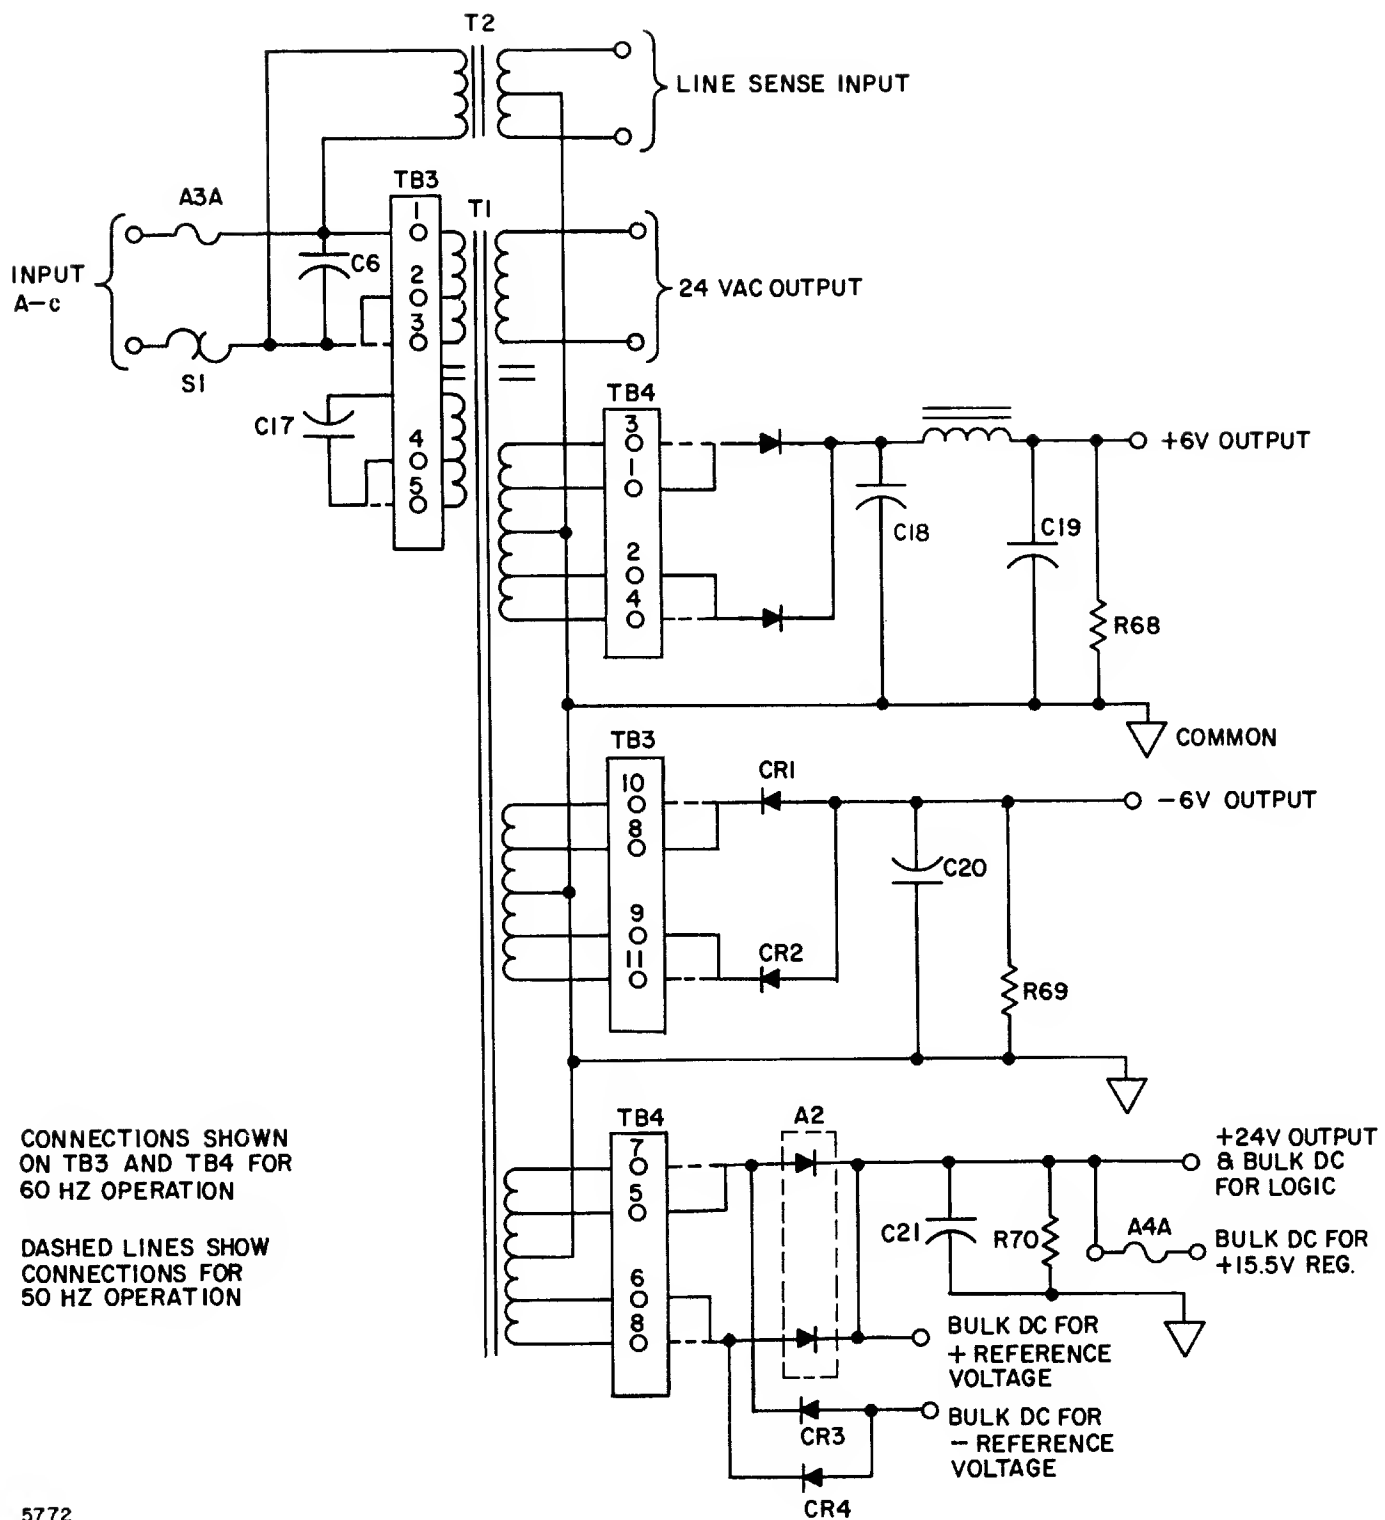 T2
LINE SENSE INPUT
A3A
TB3
T1
1
C6
2
3
INPUT
A-c
24 VAC OUTPUT
S1
C17
4
5
TB4
3
1
2
4
+6V OUTPUT
C18
C19
R68
COMMON
TB3
10
8
9
11
CR1
-6V OUTPUT
C20
CR2
R69
CONNECTIONS SHOWN
ON TB3 AND TB4 FOR
60 HZ OPERATION
DASHED LINES SHOW
CONNECTIONS FOR
50 HZ OPERATION
TB4
7
5
6
8
A2
+24V OUTPUT
& BULK DC
FOR LOGIC
C21
R70
A4A
BULK DC FOR
+15.5V REG.
BULK DC FOR
+ REFERENCE
VOLTAGE
CR3
BULK DC FOR
- REFERENCE
VOLTAGE
CR4
5772